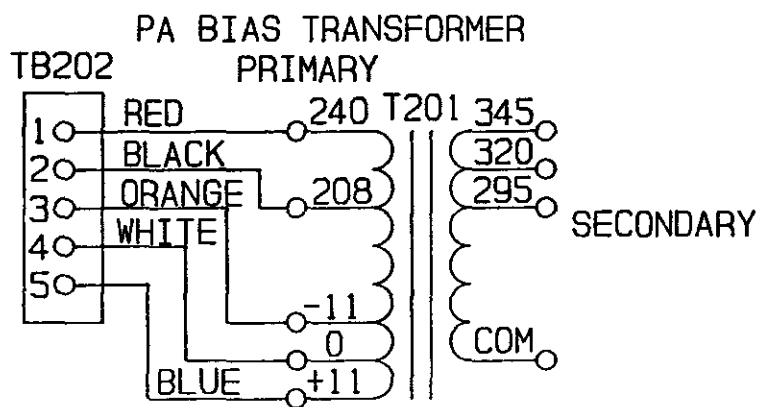 PA BIAS TRANSFORMER
TB202 PRIMARY
1 RED 240 T201 345
2 BLACK 320
3 ORANGE 208 295
4 WHITE SECONDARY
5 -11
0 COM
BLUE +11